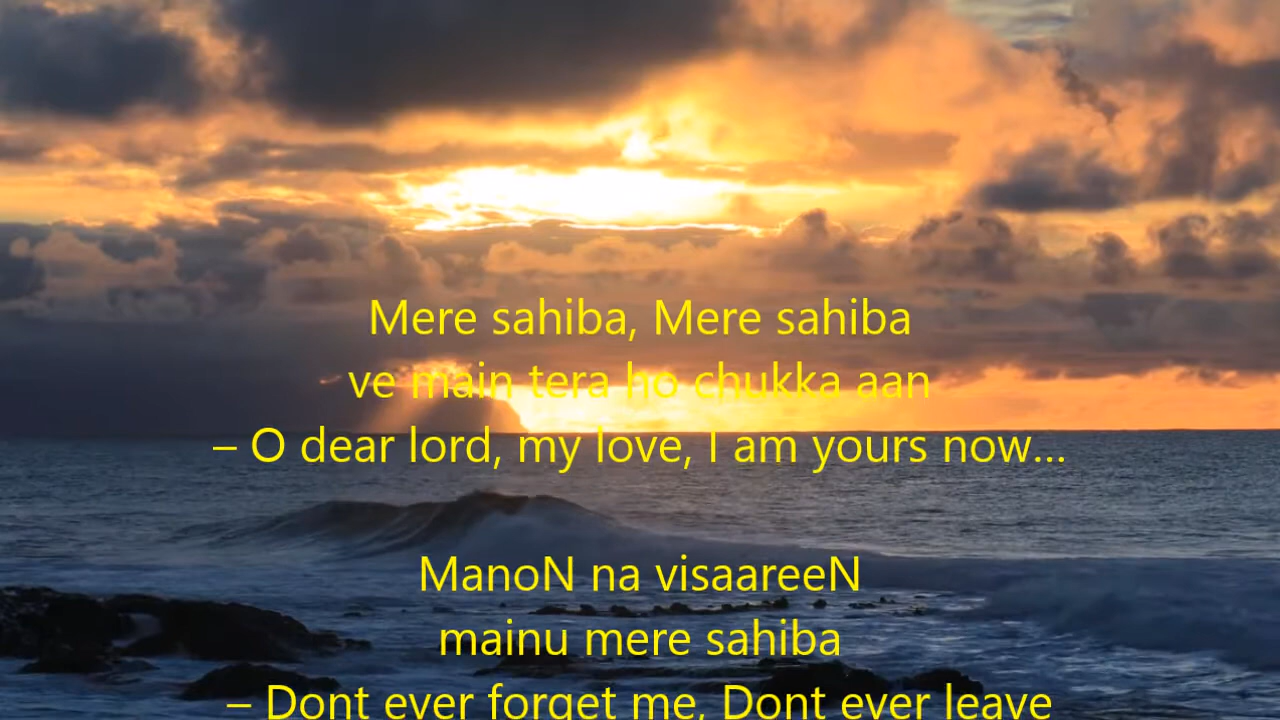 Mere sahiba, Mere sahiba
ve main tera ho chukka aan
– O dear lord, my love, I am yours now...
ManoN na visaareeN
mainu mere sahiba
– Dont ever forget me, Dont ever leave